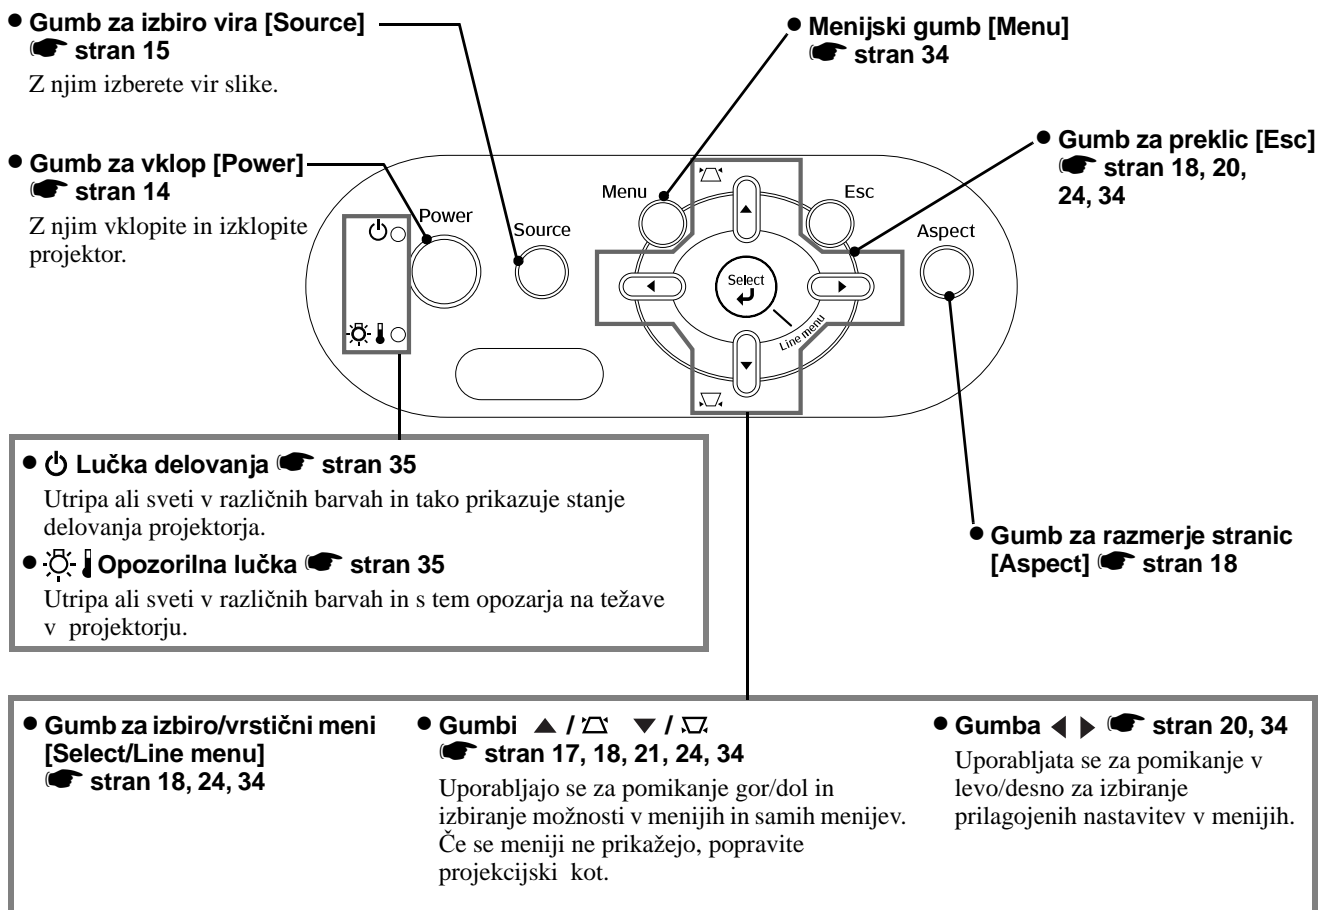 ● Gumb za izbiro vira [Source]
☛ stran 15
Z njim izberete vir slike.
● Menijski gumb [Menu]
☛ stran 34
● Gumb za vklop [Power]
☛ stran 14
Z njim vklopite in izklopite
projektor.
● Gumb za preklic [Esc]
☛ stran 18, 20,
24, 34
Power
Source
Menu
Esc
Aspect
Select
Line menu
● Lučka delovanja ☛ stran 35
Utripa ali sveti v različnih barvah in tako prikazuje stanje
delovanja projektorja.
● Opozorilna lučka ☛ stran 35
Utripa ali sveti v različnih barvah in s tem opozarja na težave
v projektorju.
● Gumb za razmerje stranic
[Aspect] ☛ stran 18
● Gumb za izbiro/vrstični meni
[Select/Line menu]
☛ stran 18, 24, 34
● Gumbi ▲ / ▼ /
☛ stran 17, 18, 21, 24, 34
Uporabljajo se za pomikanje gor/dol in
izbiranje možnosti v menijih in samih menijev.
Če se meniji ne prikažejo, popravite
projekcijski kot.
● Gumba ◀ ▶ ☛ stran 20, 34
Uporabljata se za pomikanje v
levo/desno za izbiranje
prilagojenih nastavitev v menijih.